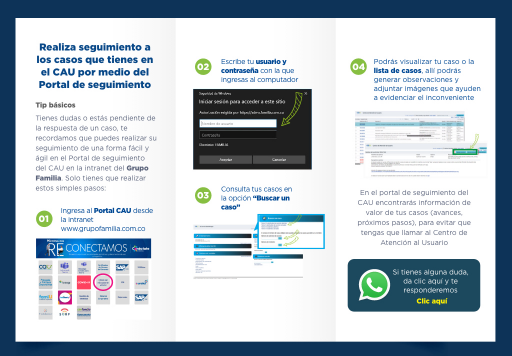 Realiza seguimiento a
los casos que tienes en
el CAU por medio del
Portal de seguimiento
Tip básicos
Tienes dudas o estás pendiente de
la respuesta de un caso, te
recordamos que puedes realizar su
seguimiento de una forma fácil y
ágil en el Portal de seguimiento
del CAU en la intranet del Grupo
Familia. Solo tienes que realizar
estos simples pasos:
01
Ingresa al Portal CAU desde
la intranet
www.grupofamilia.com.co
RECONECTAMOS
02
Escribe tu usuario y
contraseña con la que
ingresas al computador
Seguridad de Windows
Iniciar sesión para acceder a este sitio
Nombre de usuario
Contraseña
Dominio: FAMILIA
Aceptar
Cancelar
03
Consulta tus casos en
la opción "Buscar un
caso"
04
Podrás visualizar tu caso o la
lista de casos, allí podrás
generar observaciones y
adjuntar imágenes que ayuden
a evidenciar el inconveniente
En el portal de seguimiento del
CAU encontrarás información de
valor de tus casos (avances,
próximos pasos), para evitar que
tengas que llamar al Centro de
Atención al Usuario
Si tienes alguna duda,
da clic aquí y te
responderemos
Clic aquí